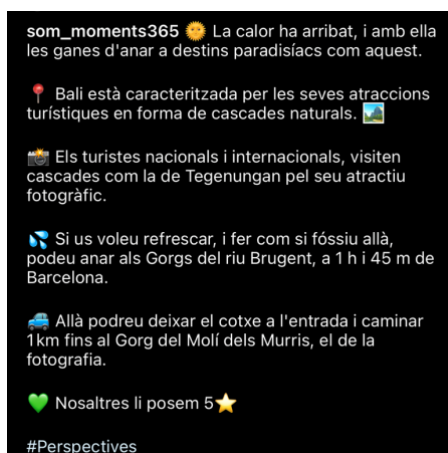 som_moments365 🌞 La calor ha arribat, i amb ella
les ganes d'anar a destins paradisíacs com aquest.
📍 Bali està caracteritzada per les seves atraccions
turístiques en forma de cascades naturals. 🏞️
📸 Els turistes nacionals i internacionals, visiten
cascades com la de Tegenungan pel seu atractiu
fotogràfic.
💦 Si us voleu refrescar, i fer com si fóssiu allà,
podeu anar als Gorgs del riu Brugent, a 1 h i 45 m de
Barcelona.
🚙 Allà podreu deixar el cotxe a l'entrada i caminar
1km fins al Gorg del Molí dels Murris, el de la
fotografia.
💚 Nosaltres li posem 5⭐
#Perspectives